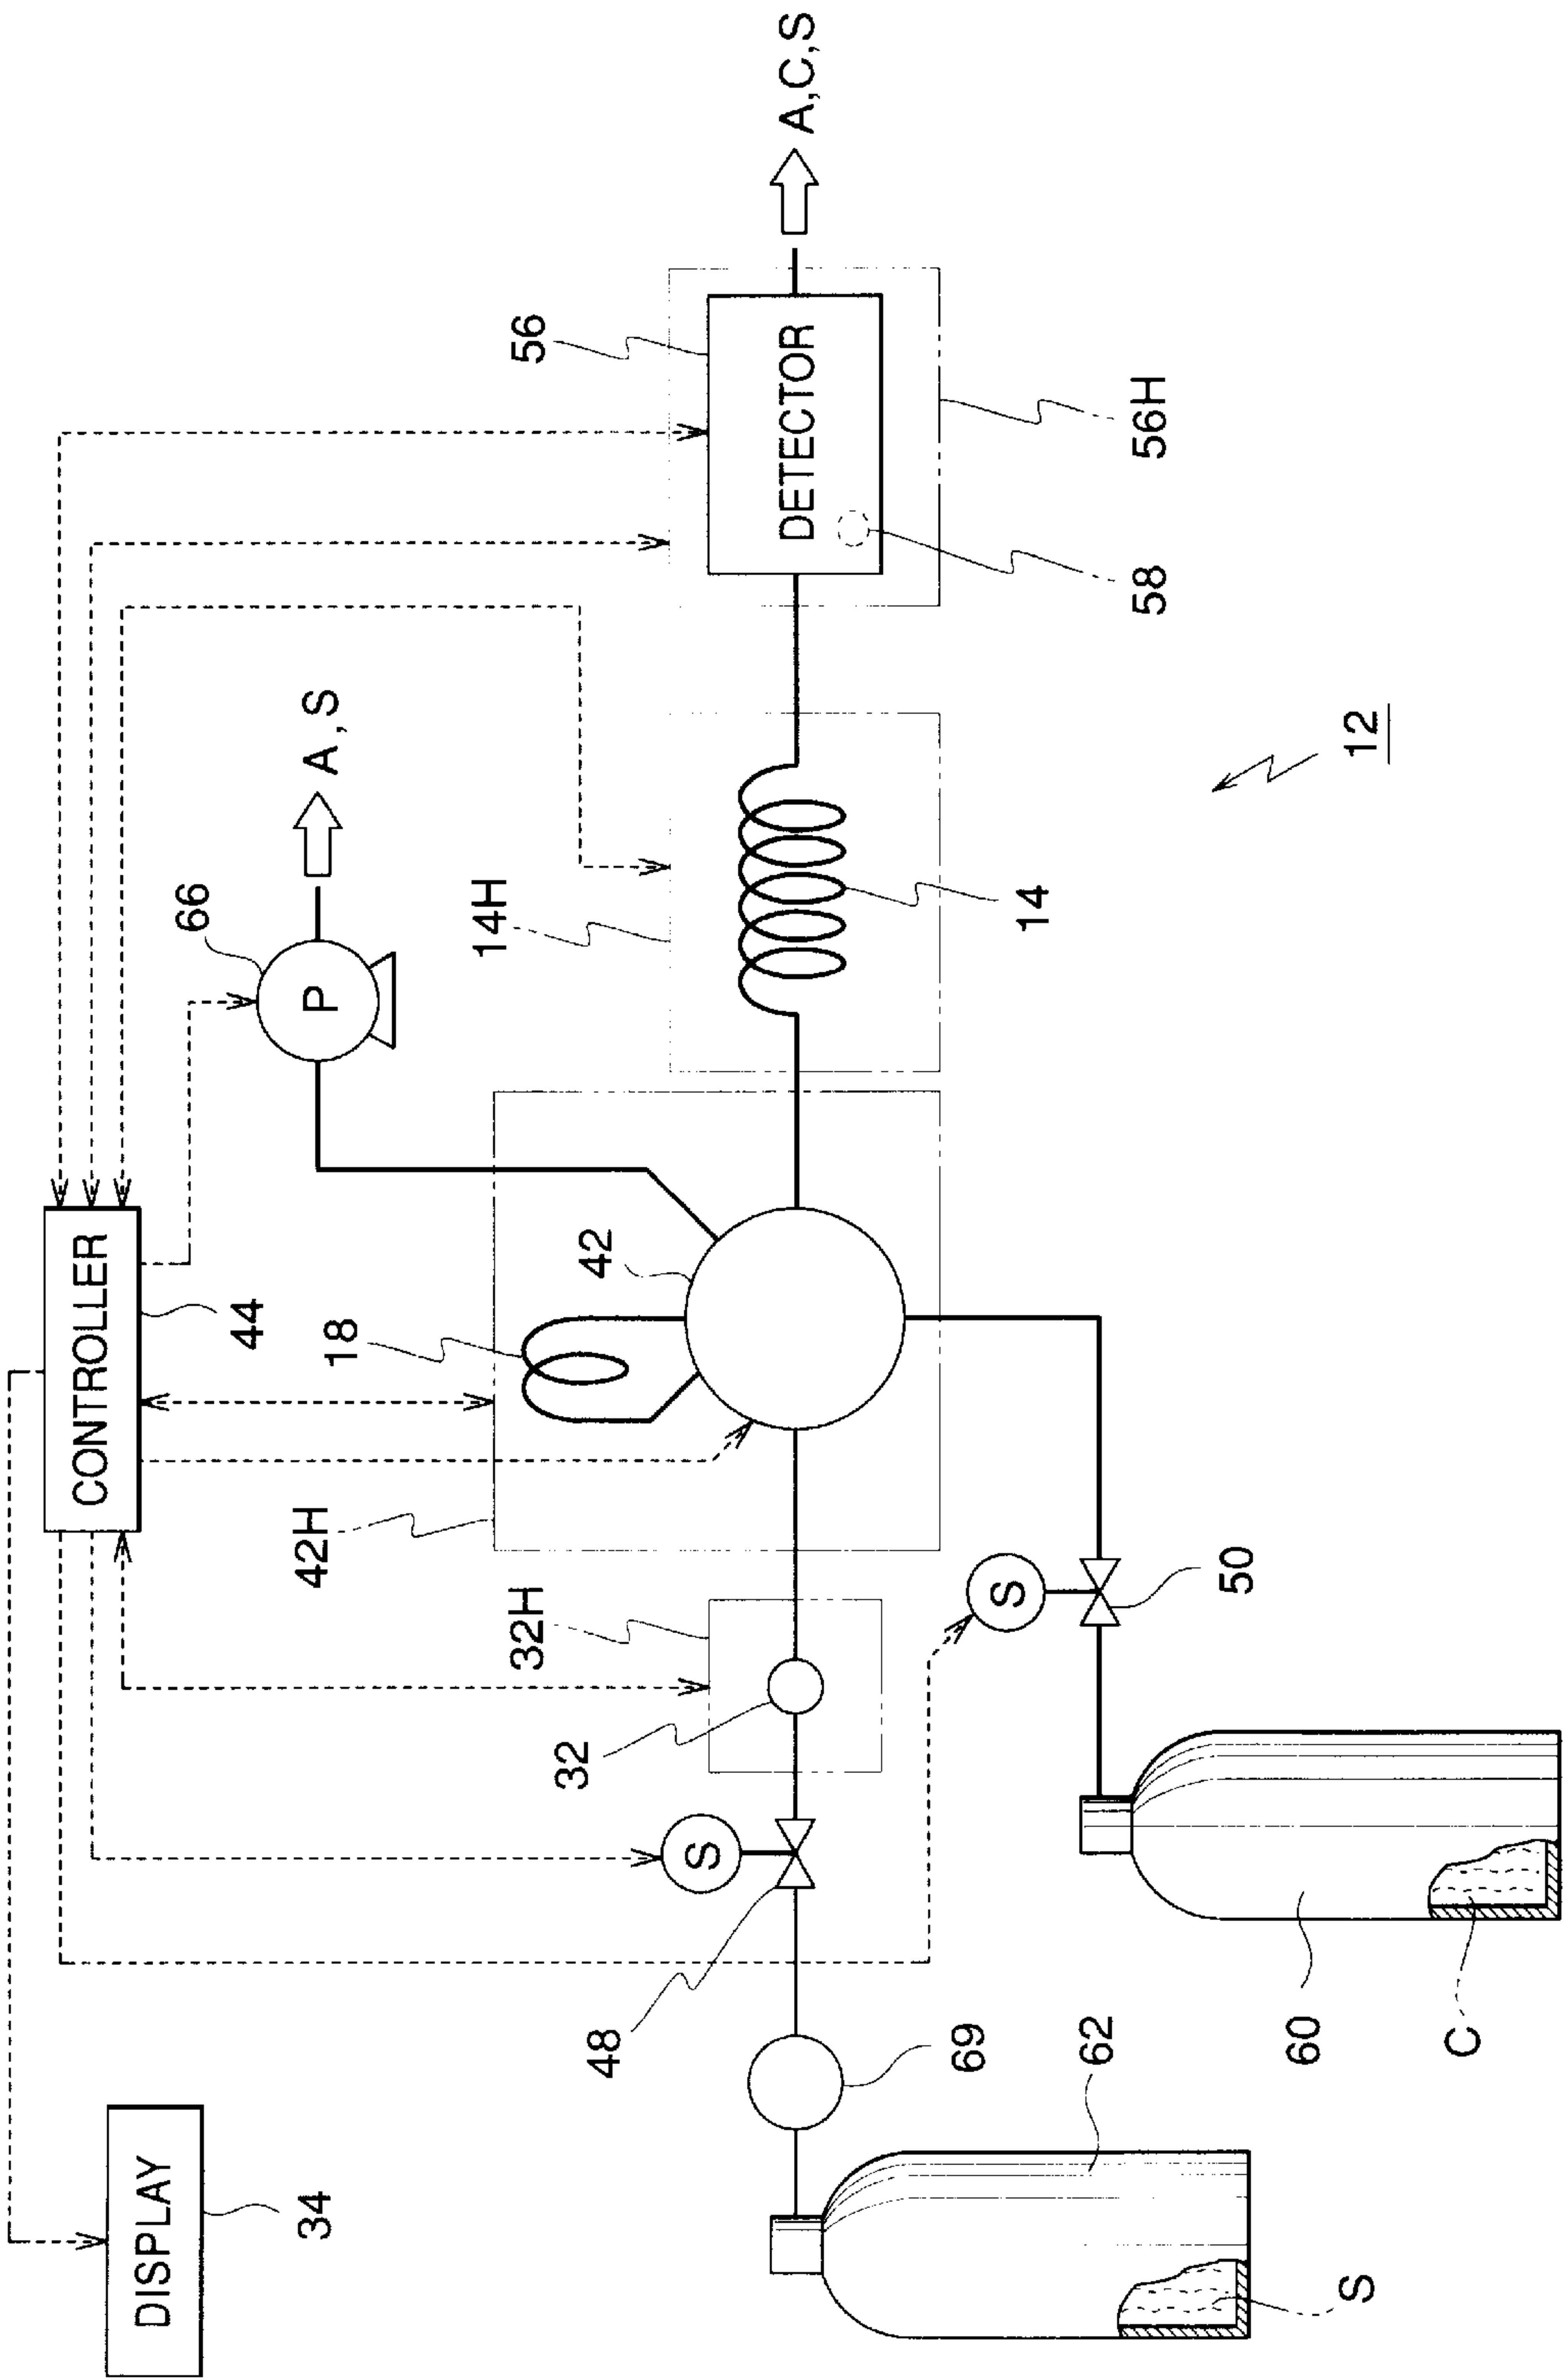 DISPLAY
34
CONTROLLER
44
66
P
A, S
56
DETECTOR
A,C,S
58
56H
14H
14
42
18
42H
32H
32
S
48
69
62
S
S
50
60
C
12